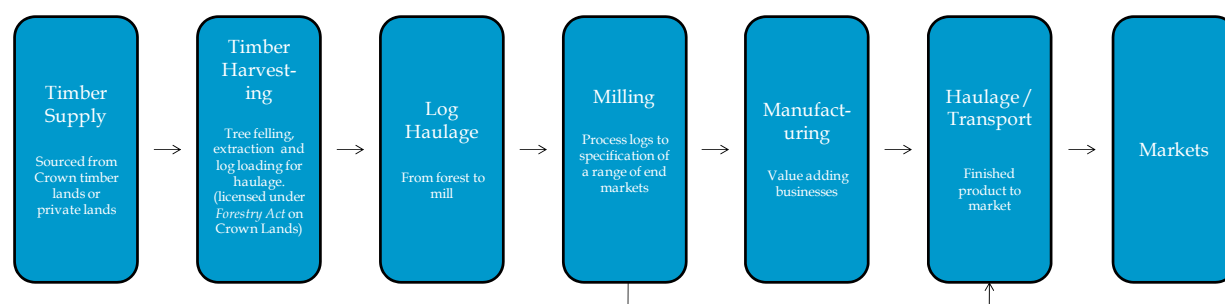 Timber
Supply
Sourced from
Crown timber
lands or
private lands
Timber
Harvest-
ing
Tree felling,
extraction and
log loading for
haulage.
(licensed under
Forestry Act on
Crown Lands)
Log
Haulage
From forest to
mill
Milling
Process logs to
specification of
a range of end
markets
Manufact-
uring
Value adding
businesses
Haulage /
Transport
Finished
product to
market
Markets